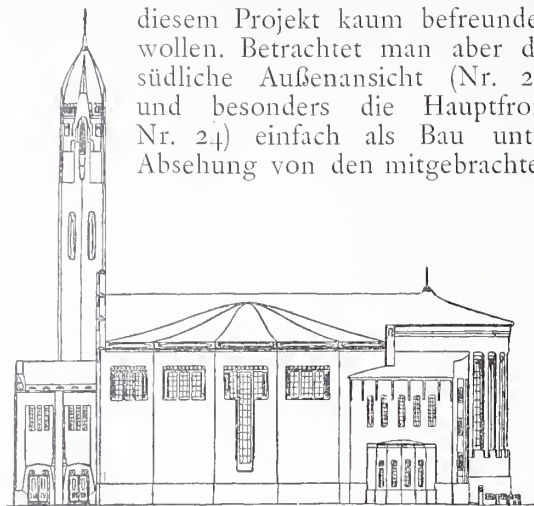 diesem Projekt kaum befreunde
wollen. Betrachtet man aber d
südliche Außenansicht (Nr. 2
und besonders die Hauptfron
Nr. 24) einfach als Bau unt
Absehung von den mitgebrachte